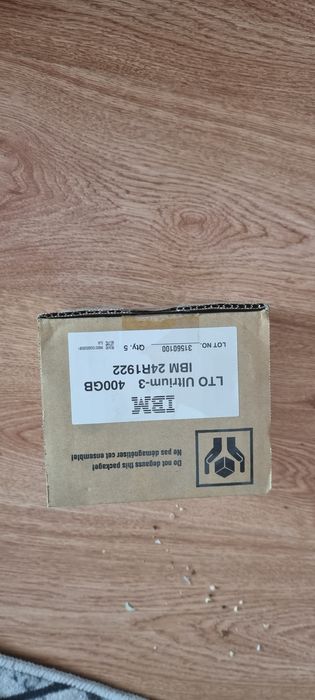 Do not degauss this package!
Ne pas démagnétiser cet ensemble!
IBM
LTO Ultrium-3 400GB
IBM 24R1922
LOT NO. 31560100 Qty. 5